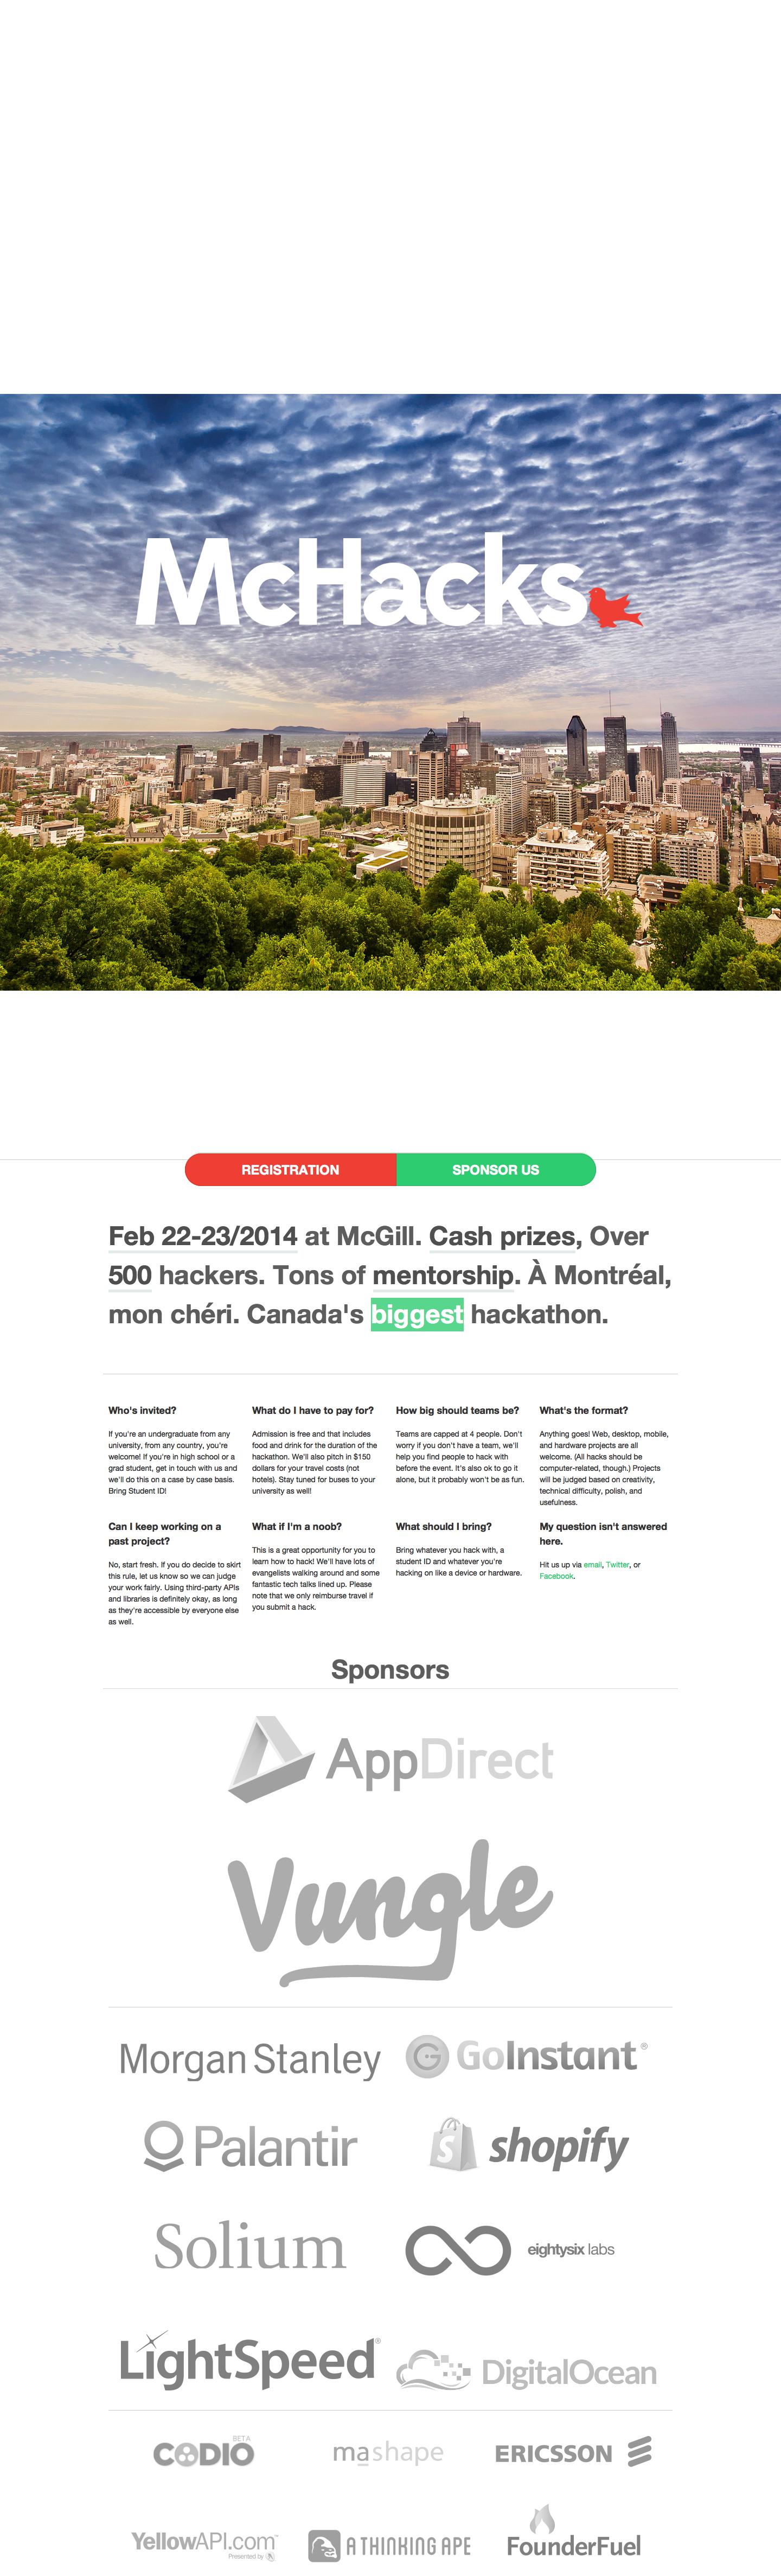 McHacks
REGISTRATION
SPONSOR US
Feb 22-23/2014 at McGill. Cash prizes, Over
500 hackers. Tons of mentorship. À Montréal,
mon chéri. Canada's biggest hackathon.
Who's invited?
If you're an undergraduate from any
university, from any country, you're
welcome! If you're in high school or a
grad student, get in touch with us and
we'll do this on a case by case basis.
Bring Student ID!
What do I have to pay for?
Admission is free and that includes
food and drink for the duration of the
hackathon. We'll also pitch in $150
dollars for your travel costs (not
hotels). Stay tuned for buses to your
university as well!
How big should teams be?
Teams are capped at 4 people. Don't
worry if you don't have a team, we'll
help you find people to hack with
before the event. It's also ok to go it
alone, but it probably won't be as fun.
What's the format?
Anything goes! Web, desktop, mobile,
and hardware projects are all
welcome. (All hacks should be
computer-related, though.) Projects
will be judged based on creativity,
technical difficulty, polish, and
usefulness.
Can I keep working on a
past project?
No, start fresh. If you do decide to skirt
this rule, let us know so we can judge
your work fairly. Using third-party APIs
and libraries is definitely okay, as long
as they're accessible by everyone else
as well.
What if I'm a noob?
This is a great opportunity for you to
learn how to hack! We'll have lots of
evangelists walking around and some
fantastic tech talks lined up. Please
note that we only reimburse travel if
you submit a hack.
What should I bring?
Bring whatever you hack with, a
student ID and whatever you're
hacking on like a device or hardware.
My question isn't answered
here.
Hit us up via email, Twitter, or
Facebook.
Sponsors
AppDirect
Vungle
Morgan Stanley
GoInstant®
Palantir
shopify
Solium
eightysix labs
LightSpeed®
DigitalOcean
CODIO BETA
mashape
ERICSSON
YellowAPI.com™
Presented by
A THINKING APE
FounderFuel